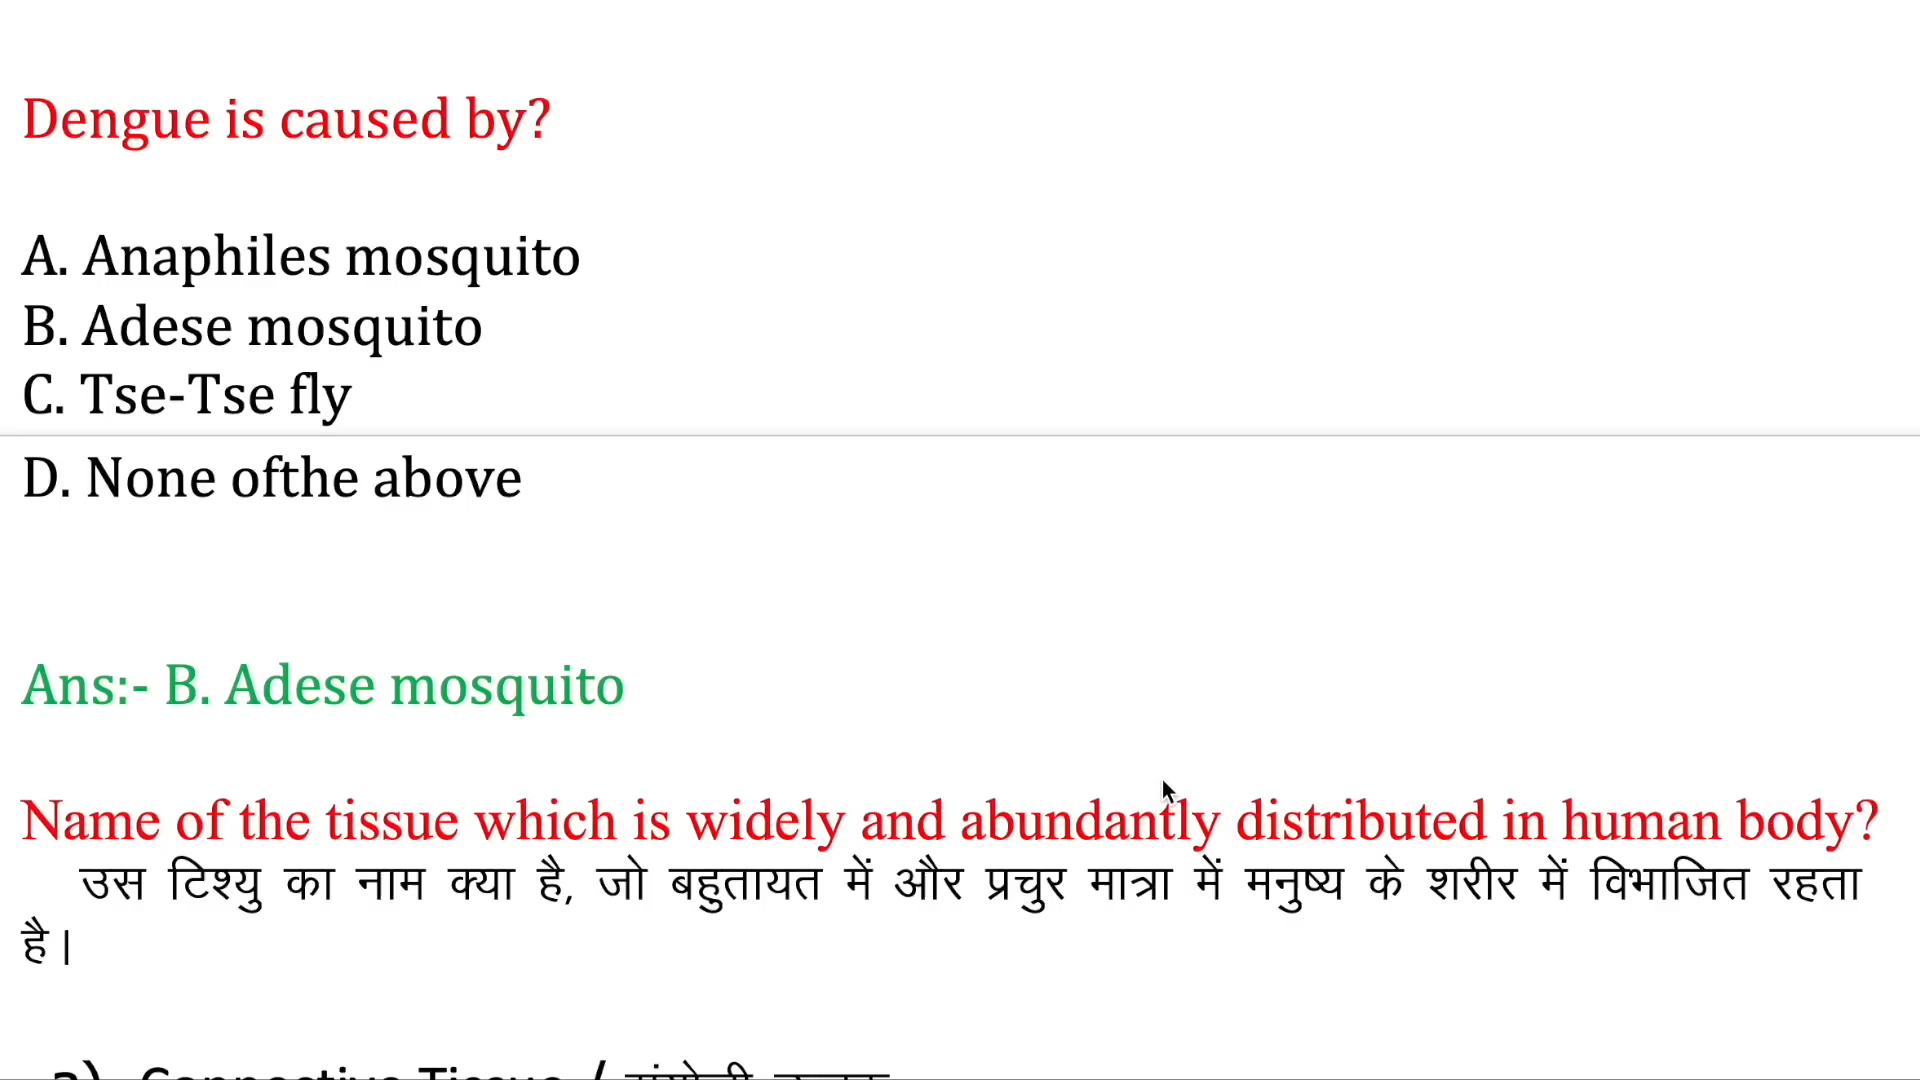 Dengue is caused by?
A. Anaphiles mosquito
B. Adese mosquito
C. Tse-Tse fly
D. None ofthe above
Ans:- B. Adese mosquito
Name of the tissue which is widely and abundantly distributed in human body?
उस टिश्यु का नाम क्या है, जो बहुतायत में और प्रचुर मात्रा में मनुष्य के शरीर में विभाजित रहता
है।
Connective Tissue /